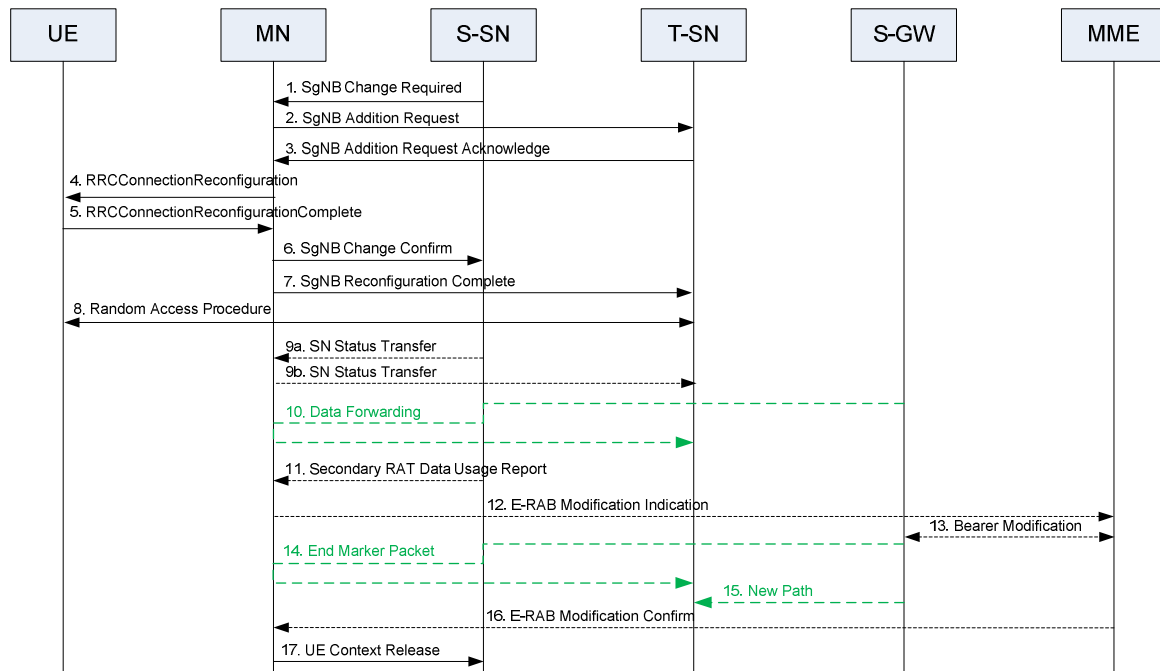 UE
MN
S-SN
T-SN
S-GW
MME
1. SgNB Change Required
2. SgNB Addition Request
3. SgNB Addition Request Acknowledge
4. RRCConnectionReconfiguration
5. RRCConnectionReconfigurationComplete
6. SgNB Change Confirm
7. SgNB Reconfiguration Complete
8. Random Access Procedure
9a. SN Status Transfer
9b. SN Status Transfer
10. Data Forwarding
11. Secondary RAT Data Usage Report
12. E-RAB Modification Indication
13. Bearer Modification
14. End Marker Packet
15. New Path
16. E-RAB Modification Confirm
17. UE Context Release